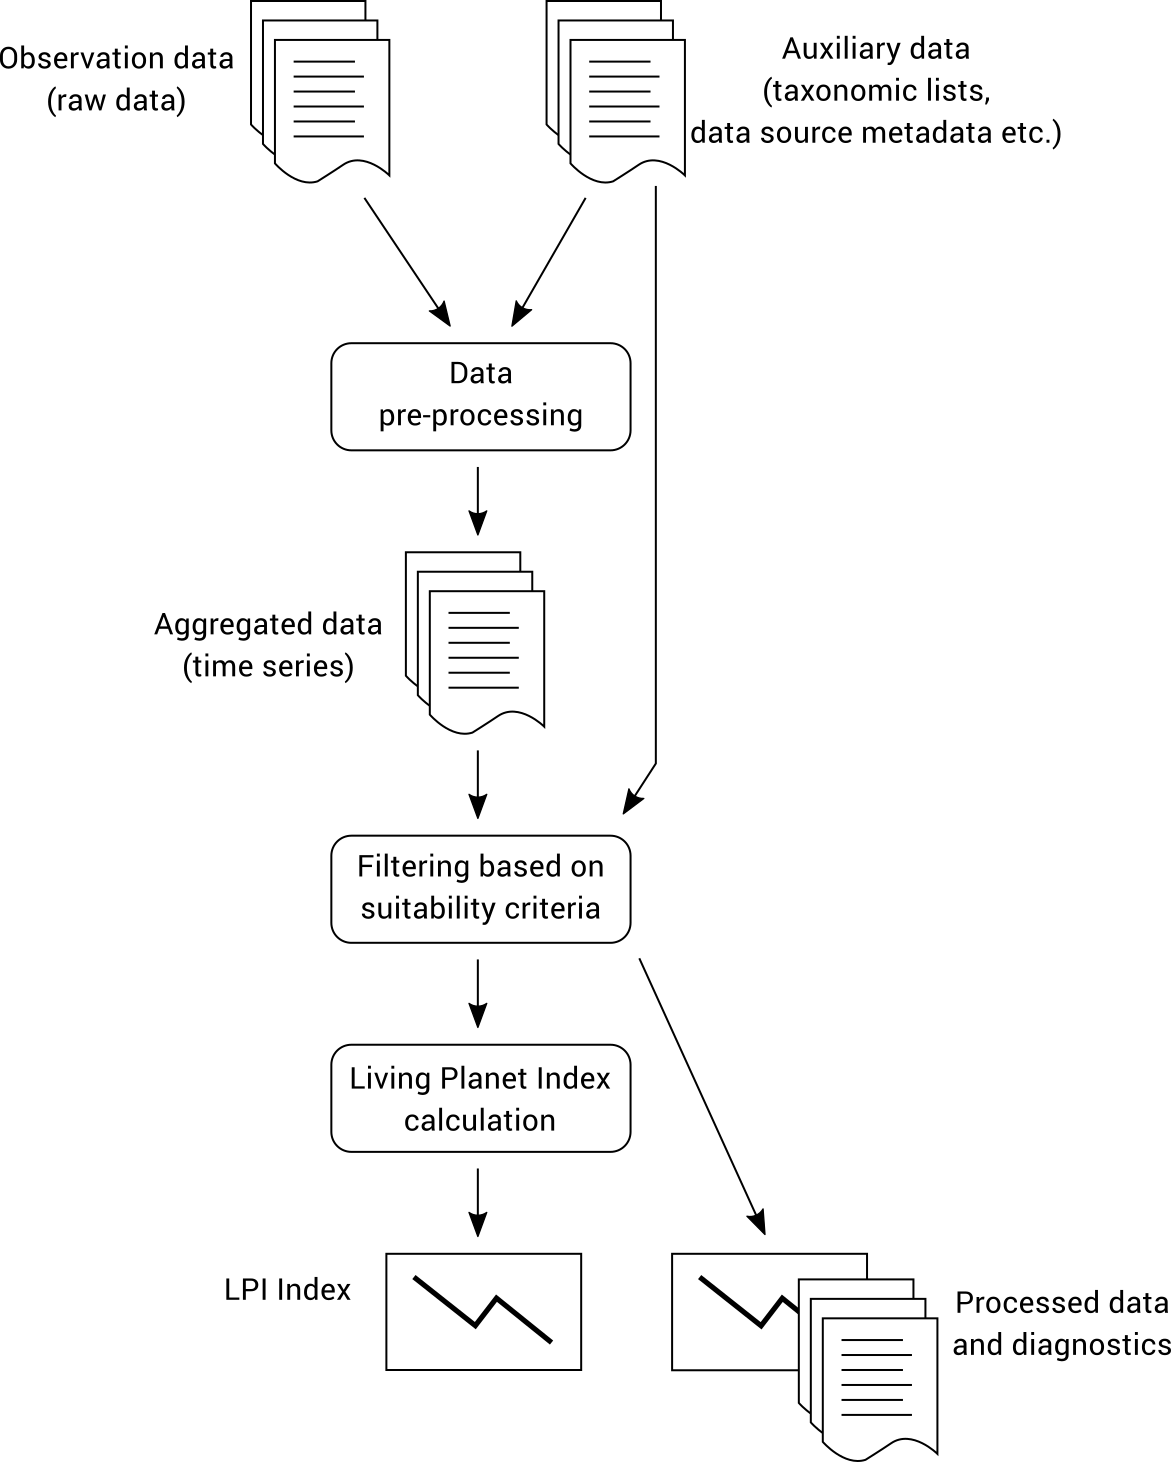 Observation data
(raw data)
Auxiliary data
(taxonomic lists,
data source metadata etc.)
Data
pre-processing
Aggregated data
(time series)
Filtering based on
suitability criteria
Living Planet Index
calculation
LPI Index
Processed data
and diagnostics